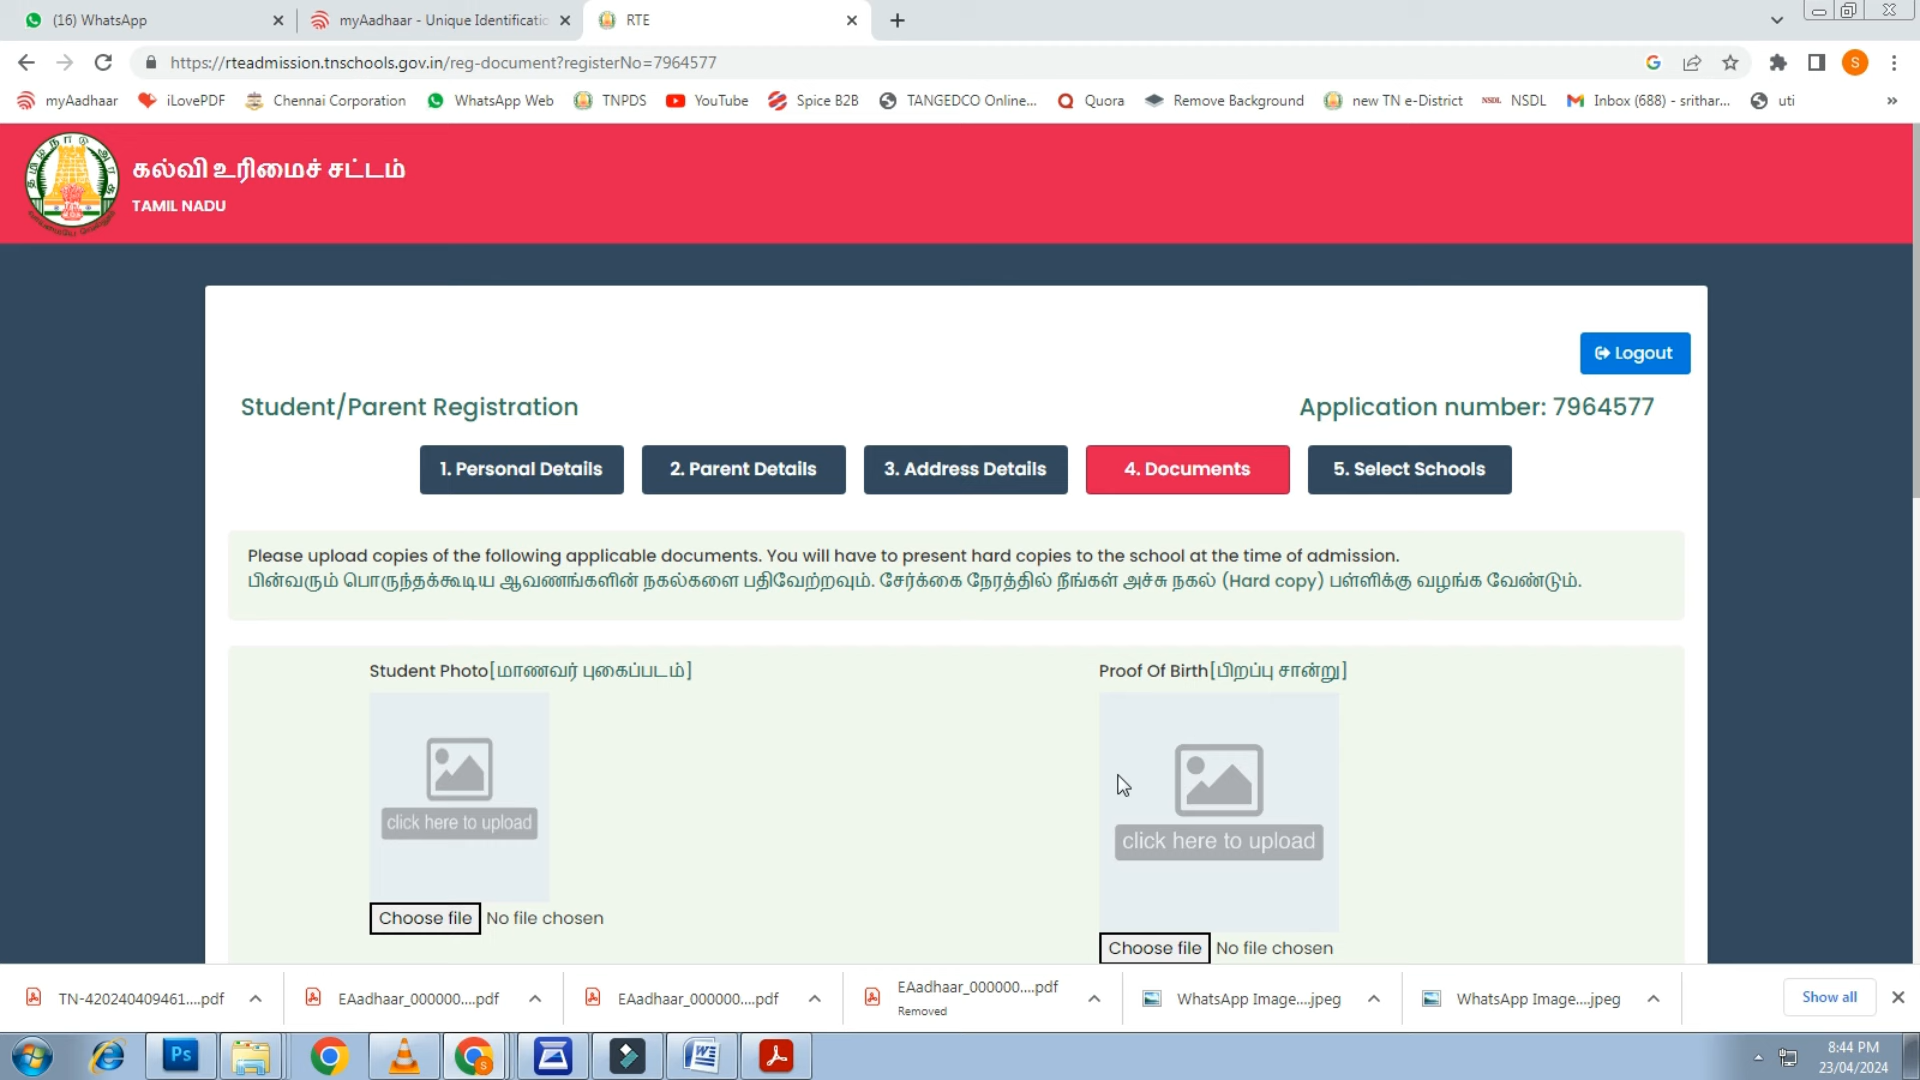 (16) WhatsApp
myAadhaar - Unique Identificatic
RTE
https://rteadmission.tnschools.gov.in/reg-document?registerNo=7964577
S
myAadhaar
iLovePDF
Chennai Corporation
WhatsApp Web
TNPDS
YouTube
Spice B2B
TANGEDCO Online...
Quora
Remove Background
new TN e-District
NSDL
NSDL
Inbox (688) - srithar...
uti
»
கல்வி உரிமைச் சட்டம்
TAMIL NADU
Logout
Student/Parent Registration
Application number: 7964577
1. Personal Details
2. Parent Details
3. Address Details
4. Documents
5. Select Schools
Please upload copies of the following applicable documents. You will have to present hard copies to the school at the time of admission.
பின்வரும் பொருந்தக்கூடிய ஆவணங்களின் நகல்களை பதிவேற்றவும். சேர்க்கை நேரத்தில் நீங்கள் அச்சு நகல் (Hard copy) பள்ளிக்கு வழங்க வேண்டும்.
Student Photo[மாணவர் புகைப்படம்]
Proof Of Birth[பிறப்பு சான்று]
click here to upload
click here to upload
Choose file No file chosen
Choose file No file chosen
TN-420240409461....pdf
EAadhaar_000000....pdf
EAadhaar_000000....pdf
EAadhaar_000000....pdf
Removed
WhatsApp Image....jpeg
WhatsApp Image....jpeg
Show all
Ps
S
8:44 PM
23/04/2024